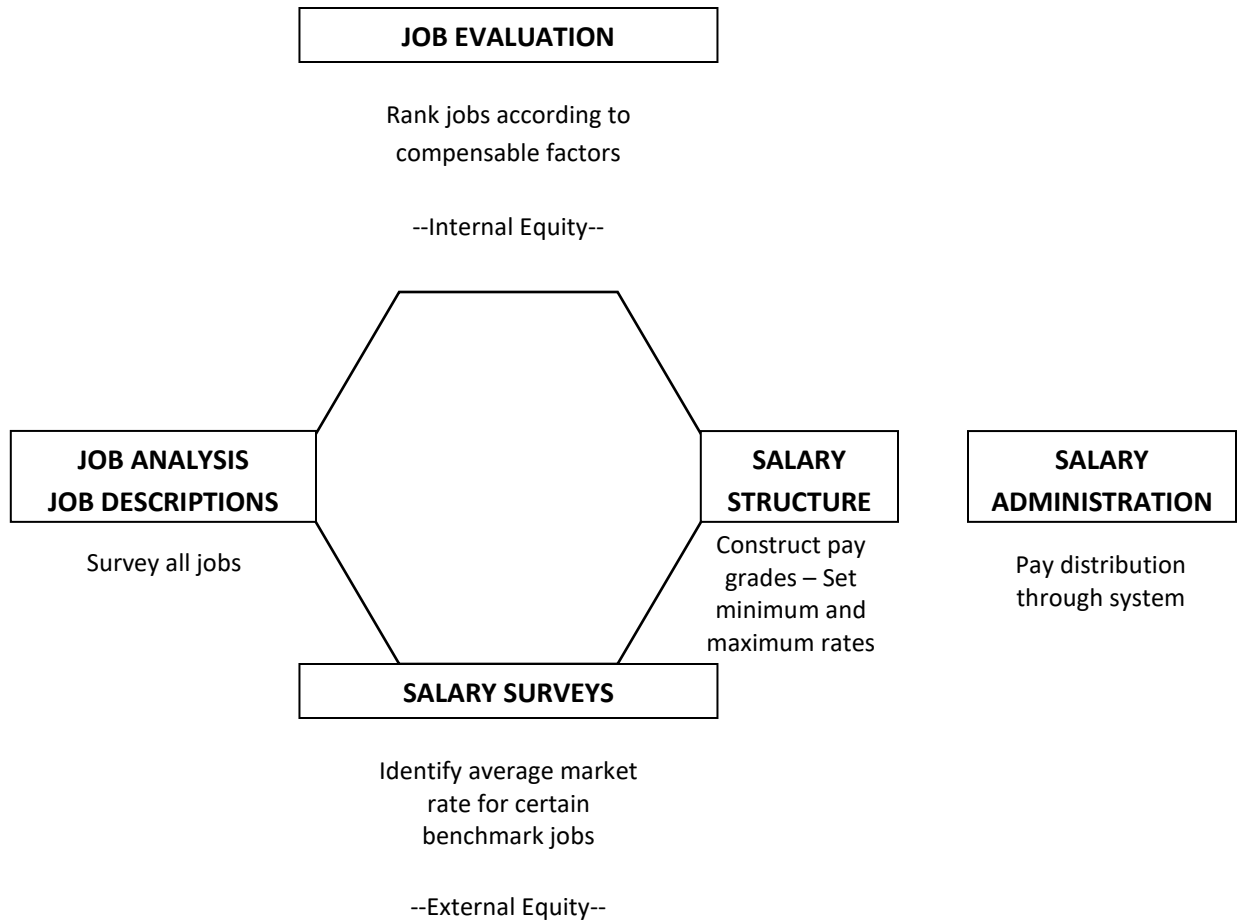 JOB EVALUATION
Rank jobs according to
compensable factors
--Internal Equity--
JOB ANALYSIS
JOB DESCRIPTIONS
Survey all jobs
SALARY
STRUCTURE
Construct pay
grades – Set
minimum and
maximum rates
SALARY
ADMINISTRATION
Pay distribution
through system
SALARY SURVEYS
Identify average market
rate for certain
benchmark jobs
--External Equity--